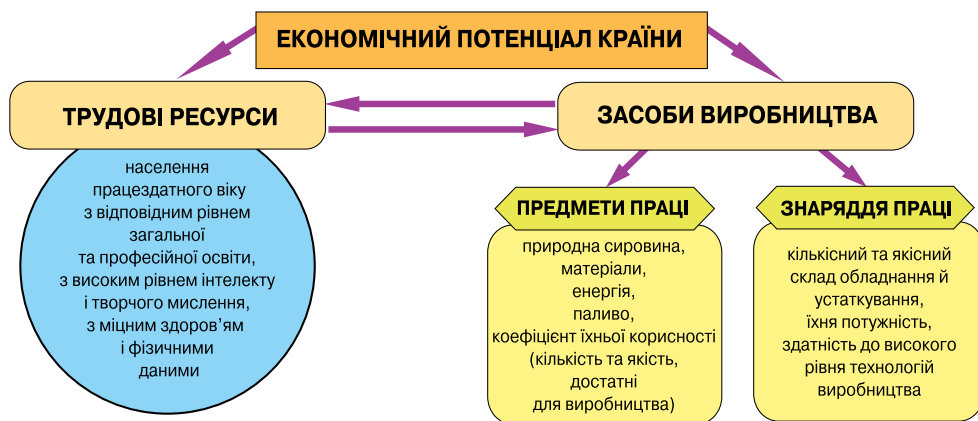 ЕКОНОМІЧНИЙ ПОТЕНЦІАЛ КРАЇНИ
ТРУДОВІ РЕСУРСИ
населення
працездатного віку
з відповідним рівнем
загальної
та професійної освіти,
з високим рівнем інтелекту
і творчого мислення,
з міцним здоров'ям
і фізичними
даними
ЗАСОБИ ВИРОБНИЦТВА
ПРЕДМЕТИ ПРАЦІ
природна сировина,
матеріали,
енергія,
паливо,
коефіцієнт їхньої корисності
(кількість та якість,
достатні
для виробництва)
ЗНАРЯДДЯ ПРАЦІ
кількісний та якісний
склад обладнання й
устаткування,
їхня потужність,
здатність до високого
рівня технологій
виробництва